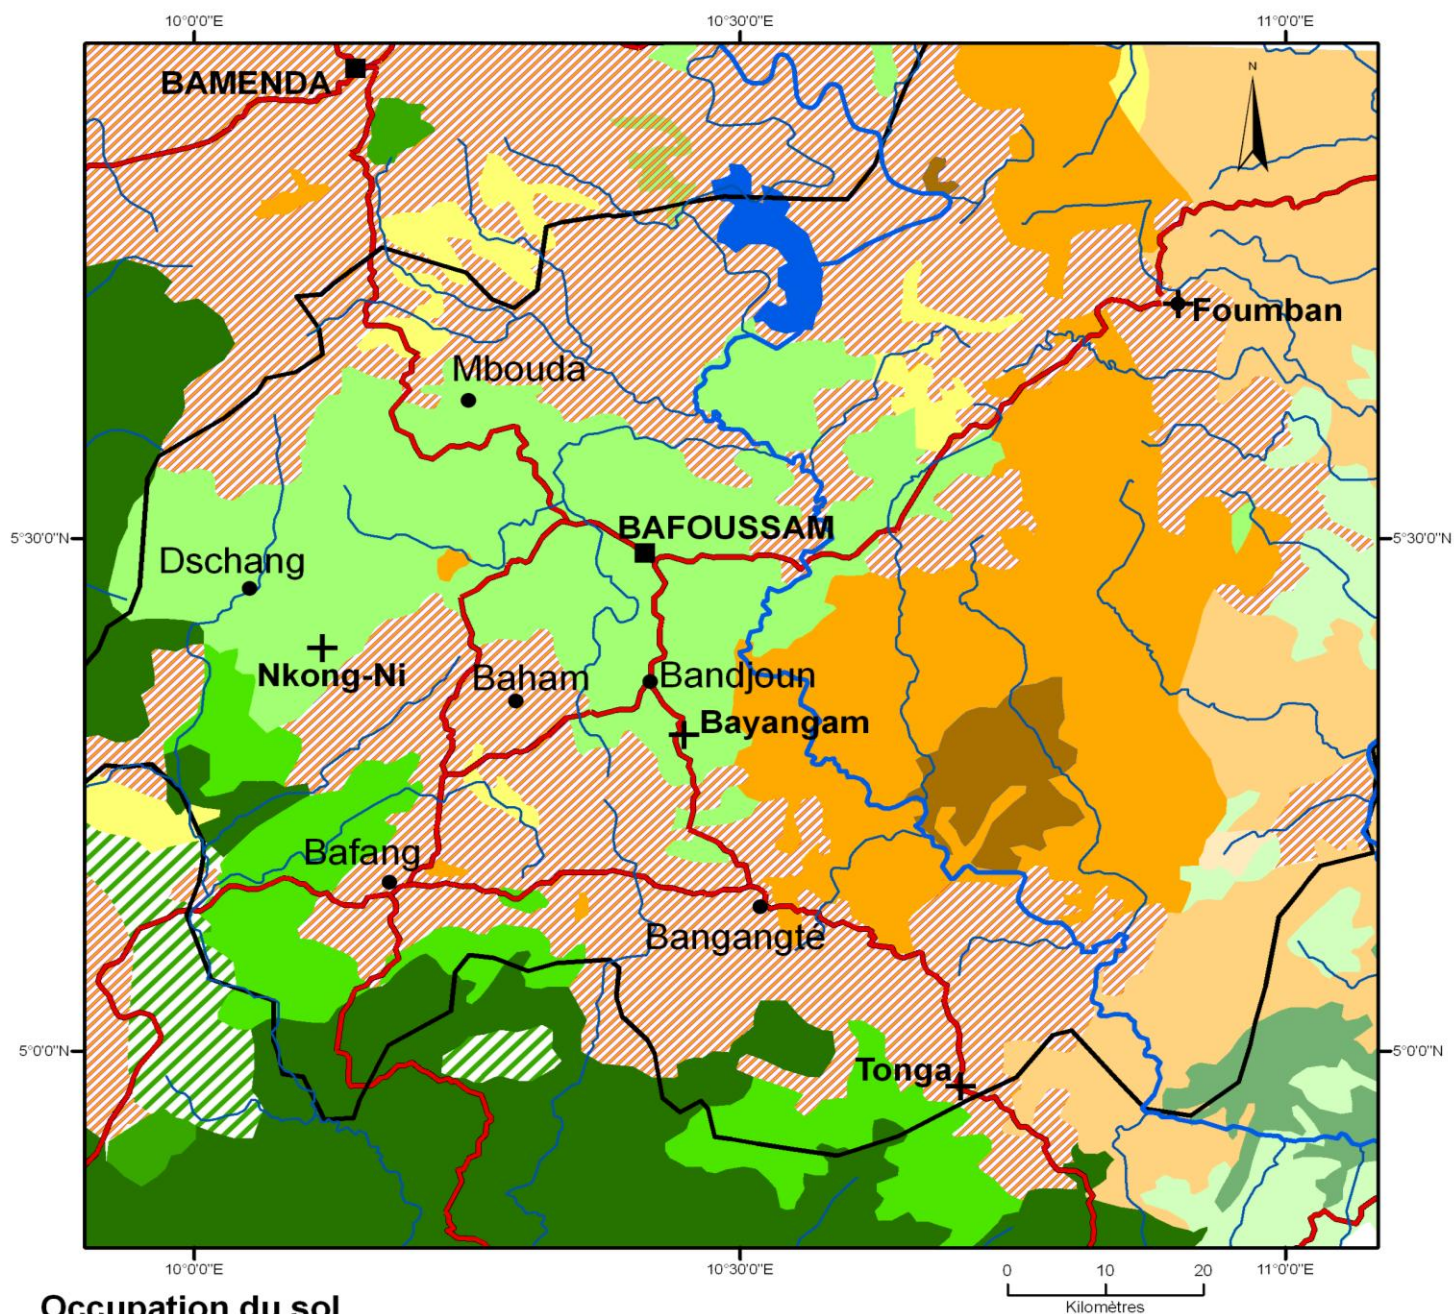 10°0'0"E
10°30'0"E
11°0'0"E
N
BAMENDA
Foumban
Mbouda
BAFOUSSAM
5°30'0"N
5°30'0"N
Dschang
Nkong-Ni
Baham
Bandjoun
Bayangam
Bafang
Bangangté
5°0'0"N
Tonga
5°0'0"N
10°0'0"E
10°30'0"E
11°0'0"E
0 10 20
Kilomètres
Occupation du sol